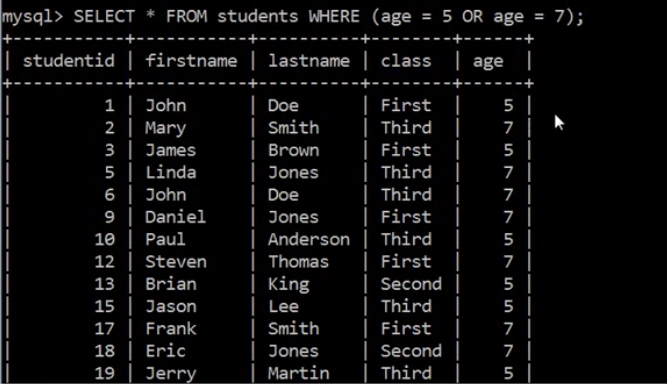 mysql> SELECT * FROM students WHERE (age = 5 OR age = 7);
+-----------+-----------+----------+--------+------+
| studentid | firstname | lastname | class  | age  |
+-----------+-----------+----------+--------+------+
|         1 | John      | Doe      | First  |    5 |
|         2 | Mary      | Smith    | Third  |    7 |
|         3 | James     | Brown    | First  |    5 |
|         5 | Linda     | Jones    | Third  |    7 |
|         6 | John      | Doe      | Third  |    7 |
|         9 | Daniel    | Jones    | First  |    7 |
|        10 | Paul      | Anderson | Third  |    5 |
|        12 | Steven    | Thomas   | First  |    7 |
|        13 | Brian     | King     | Second |    5 |
|        15 | Jason     | Lee      | Third  |    5 |
|        17 | Frank     | Smith    | First  |    7 |
|        18 | Eric      | Jones    | Second |    7 |
|        19 | Jerry     | Martin   | Third  |    5 |